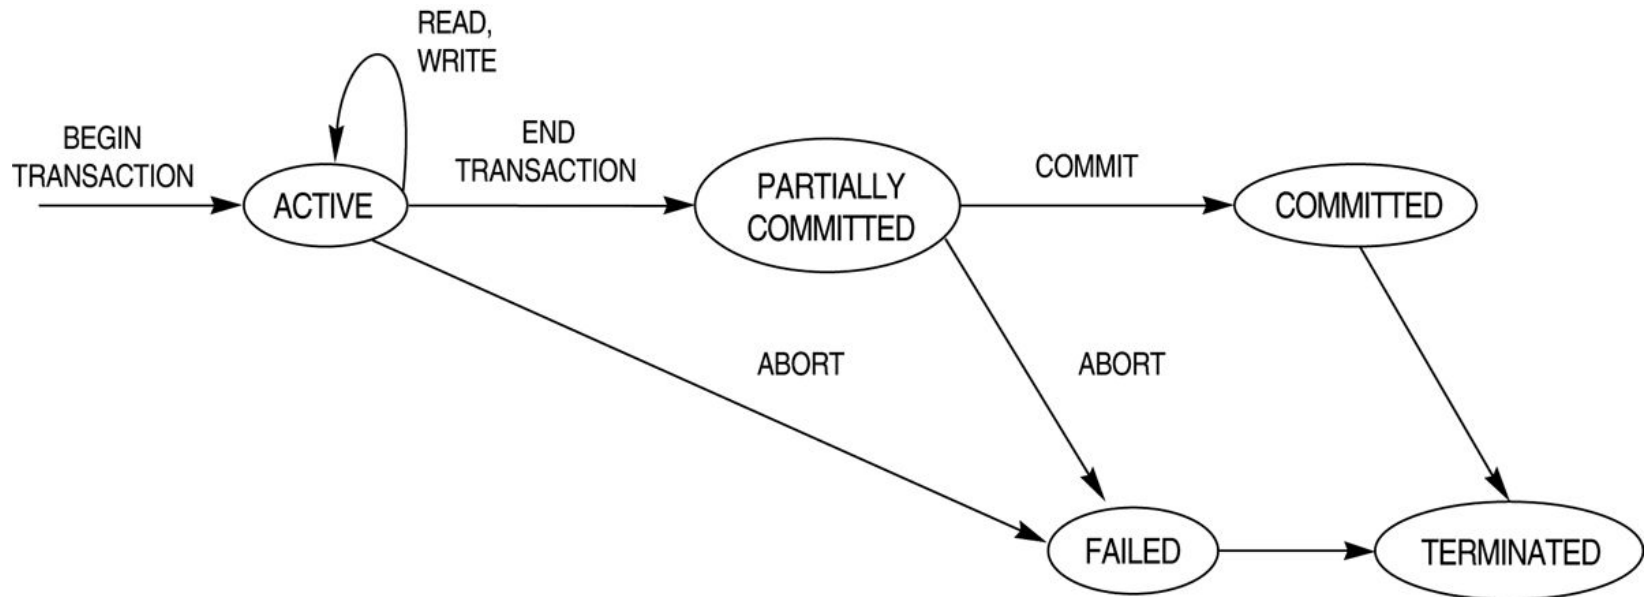 READ,
WRITE
BEGIN
TRANSACTION
END
TRANSACTION
COMMIT
ACTIVE
PARTIALLY
COMMITTED
COMMITTED
ABORT
ABORT
FAILED
TERMINATED